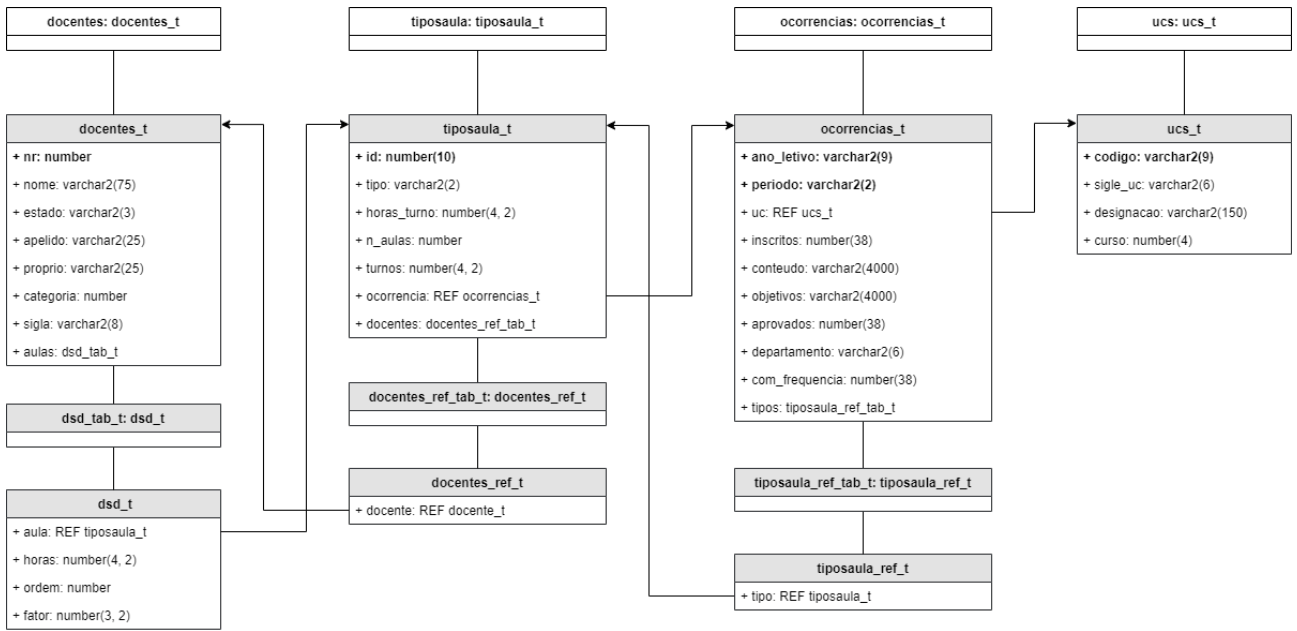 docentes: docentes_t
docentes_t
+ nr: number
+ nome: varchar2(75)
+ estado: varchar2(3)
+ apelido: varchar2(25)
+ proprio: varchar2(25)
+ categoria: number
+ sigla: varchar2(8)
+ aulas: dsd_tab_t
dsd_tab_t: dsd_t
dsd_t
+ aula: REF tiposaula_t
+ horas: number(4, 2)
+ ordem: number
+ fator: number(3, 2)
tiposaula: tiposaula_t
tiposaula_t
+ id: number(10)
+ tipo: varchar2(2)
+ horas_turno: number(4, 2)
+ n_aulas: number
+ turnos: number(4, 2)
+ ocorrencia: REF ocorrencias_t
+ docentes: docentes_ref_tab_t
docentes_ref_tab_t: docentes_ref_t
docentes_ref_t
+ docente: REF docente_t
ocorrencias: ocorrencias_t
ocorrencias_t
+ ano_letivo: varchar2(9)
+ periodo: varchar2(2)
+ uc: REF ucs_t
+ inscritos: number(38)
+ conteudo: varchar2(4000)
+ objetivos: varchar2(4000)
+ aprovados: number(38)
+ departamento: varchar2(6)
+ com_frequencia: number(38)
+ tipos: tiposaula_ref_tab_t
tiposaula_ref_tab_t: tiposaula_ref_t
tiposaula_ref_t
+ tipo: REF tiposaula_t
ucs: ucs_t
ucs_t
+ codigo: varchar2(9)
+ sigle_uc: varchar2(6)
+ designacao: varchar2(150)
+ curso: number(4)